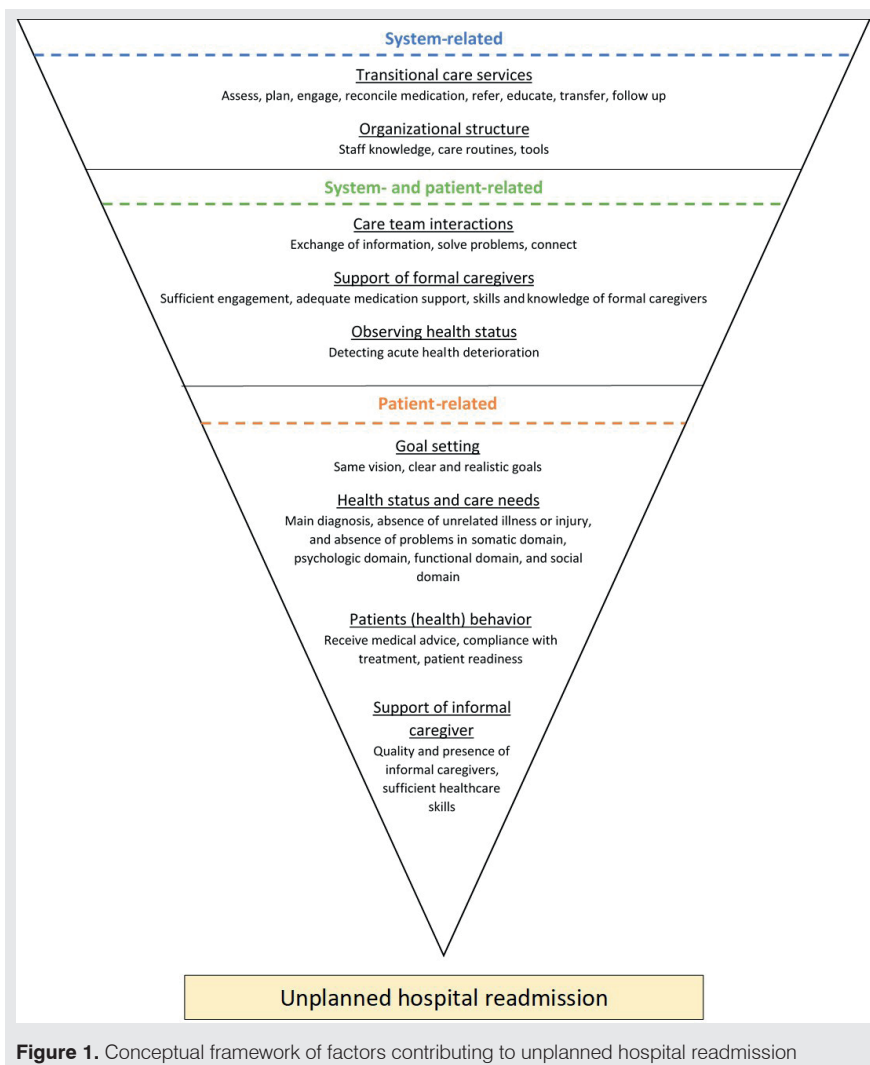 System-related
Transitional care services
Assess, plan, engage, reconcile medication, refer, educate, transfer, follow up
Organizational structure
Staff knowledge, care routines, tools
System- and patient-related
Care team interactions
Exchange of information, solve problems, connect
Support of formal caregivers
Sufficient engagement, adequate medication support, skills and knowledge of formal caregivers
Observing health status
Detecting acute health deterioration
Patient-related
Goal setting
Same vision, clear and realistic goals
Health status and care needs
Main diagnosis, absence of unrelated illness or injury,
and absence of problems in somatic domain,
psychologic domain, functional domain, and social
domain
Patients (health) behavior
Receive medical advice, compliance with
treatment, patient readiness
Support of informal
caregiver
Quality and presence of
informal caregivers,
sufficient healthcare
skills
Unplanned hospital readmission
Figure 1. Conceptual framework of factors contributing to unplanned hospital readmission